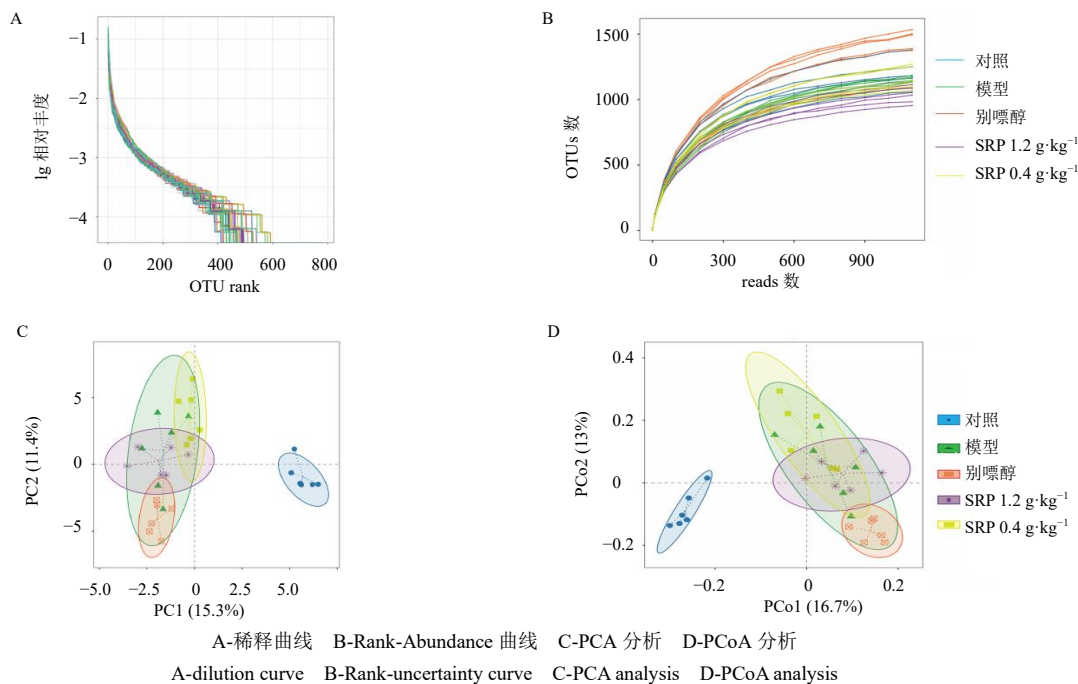 A
−1
−2
−3
−4
lg 相对丰度
0 200 400 600 800
OTU rank
B
1500
1000
500
0
OTUs 数
0 300 600 900
reads 数
对照
模型
别嘌醇
SRP 1.2 g·kg⁻¹
SRP 0.4 g·kg⁻¹
C
5
0
−5
PC2 (11.4%)
−5.0 −2.5 0 2.5 5.0
PC1 (15.3%)
D
0.4
0.2
0
−0.2
PCo2 (13%)
−0.2 0 0.2
PCo1 (16.7%)
对照
模型
别嘌醇
SRP 1.2 g·kg⁻¹
SRP 0.4 g·kg⁻¹
A-稀释曲线 B-Rank-Abundance 曲线 C-PCA 分析 D-PCoA 分析
A-dilution curve B-Rank-uncertainty curve C-PCA analysis D-PCoA analysis